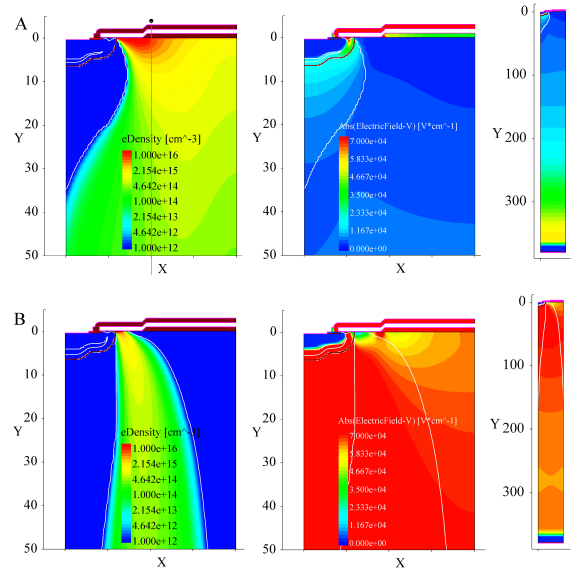 A
0
10
20
30
40
50
Y
X
eDensity [cm^-3]
1.000e+16
2.154e+15
4.642e+14
1.000e+14
2.154e+13
4.642e+12
1.000e+12
0
10
20
30
40
50
Y
X
Abs(ElectricField-V) [V*cm^-1]
7.000e+04
5.833e+04
4.667e+04
3.500e+04
2.333e+04
1.167e+04
0.000e+00
0
100
200
300
Y
B
0
10
20
30
40
50
Y
X
eDensity [cm^-3]
1.000e+16
2.154e+15
4.642e+14
1.000e+14
2.154e+13
4.642e+12
1.000e+12
0
10
20
30
40
50
Y
X
Abs(ElectricField-V) [V*cm^-1]
7.000e+04
5.833e+04
4.667e+04
3.500e+04
2.333e+04
1.167e+04
0.000e+00
0
100
200
300
Y